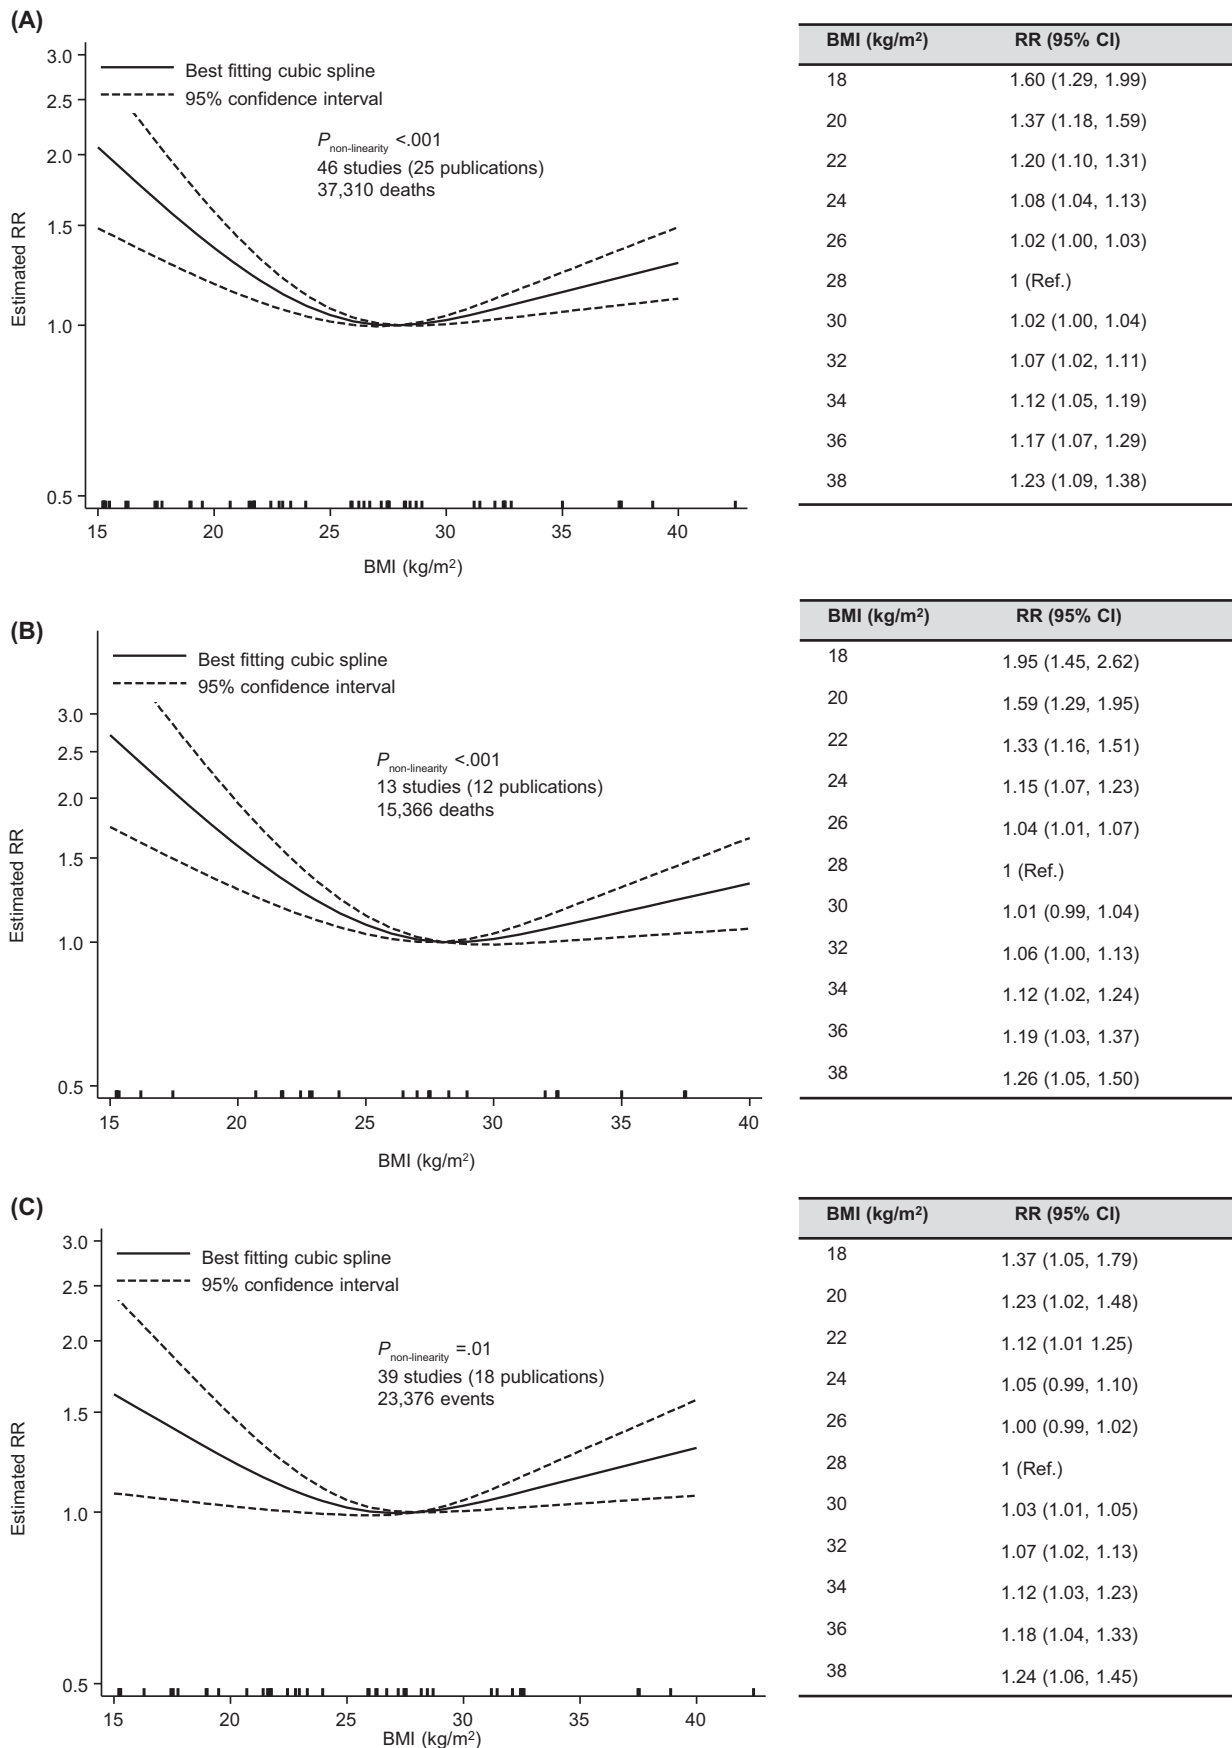 (A)
3.0
2.5
2.0
1.5
1.0
0.5
Estimated RR
Best fitting cubic spline
95% confidence interval
Pnon-linearity <.001
46 studies (25 publications)
37,310 deaths
15 20 25 30 35 40
BMI (kg/m2)
BMI (kg/m2) RR (95% CI)
18 1.60 (1.29, 1.99)
20 1.37 (1.18, 1.59)
22 1.20 (1.10, 1.31)
24 1.08 (1.04, 1.13)
26 1.02 (1.00, 1.03)
28 1 (Ref.)
30 1.02 (1.00, 1.04)
32 1.07 (1.02, 1.11)
34 1.12 (1.05, 1.19)
36 1.17 (1.07, 1.29)
38 1.23 (1.09, 1.38)
(B)
3.0
2.5
2.0
1.5
1.0
0.5
Estimated RR
Best fitting cubic spline
95% confidence interval
Pnon-linearity <.001
13 studies (12 publications)
15,366 deaths
15 20 25 30 35 40
BMI (kg/m2)
BMI (kg/m2) RR (95% CI)
18 1.95 (1.45, 2.62)
20 1.59 (1.29, 1.95)
22 1.33 (1.16, 1.51)
24 1.15 (1.07, 1.23)
26 1.04 (1.01, 1.07)
28 1 (Ref.)
30 1.01 (0.99, 1.04)
32 1.06 (1.00, 1.13)
34 1.12 (1.02, 1.24)
36 1.19 (1.03, 1.37)
38 1.26 (1.05, 1.50)
(C)
3.0
2.5
2.0
1.5
1.0
0.5
Estimated RR
Best fitting cubic spline
95% confidence interval
Pnon-linearity =.01
39 studies (18 publications)
23,376 events
15 20 25 30 35 40
BMI (kg/m2)
BMI (kg/m2) RR (95% CI)
18 1.37 (1.05, 1.79)
20 1.23 (1.02, 1.48)
22 1.12 (1.01 1.25)
24 1.05 (0.99, 1.10)
26 1.00 (0.99, 1.02)
28 1 (Ref.)
30 1.03 (1.01, 1.05)
32 1.07 (1.02, 1.13)
34 1.12 (1.03, 1.23)
36 1.18 (1.04, 1.33)
38 1.24 (1.06, 1.45)